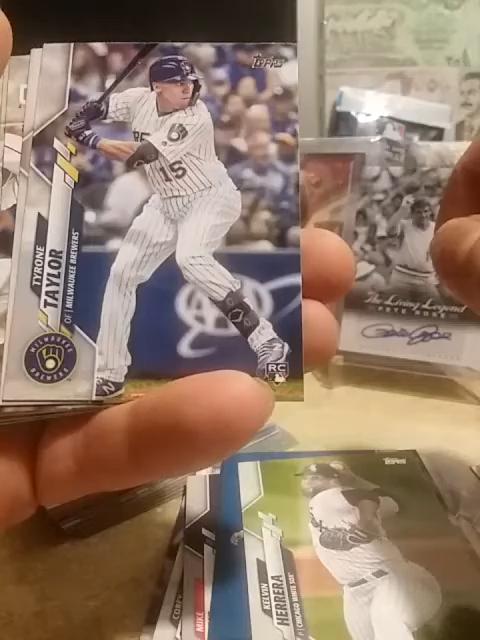 Topps
15
TYRONE
TAYLOR
OF | MILWAUKEE BREWERS®
MILWAUKEE
BREWERS
RC
The Living Legend
PETE ROSE
Topps
KELVIN
HERRERA
P | CHICAGO WHITE SOX®
COREY
MIKE